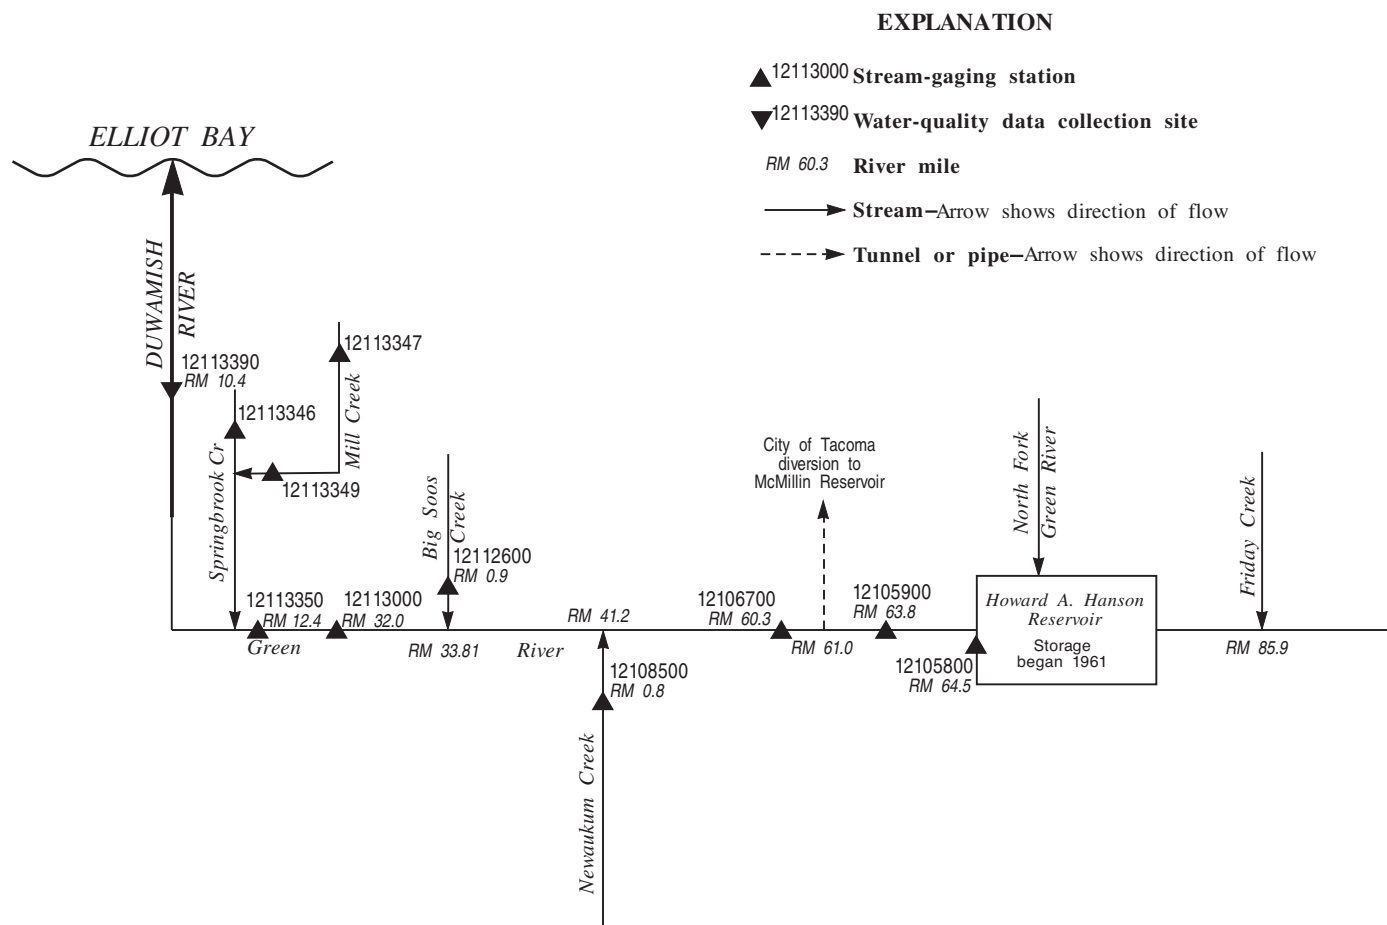 EXPLANATION
12113000 Stream-gaging station
12113390 Water-quality data collection site
RM 60.3 River mile
Stream–Arrow shows direction of flow
Tunnel or pipe–Arrow shows direction of flow
ELLIOT BAY
DUWAMISH
RIVER
12113390
RM 10.4
12113346
Springbrook Cr
12113347
Mill Creek
12113349
Big Soos
Creek
12112600
RM 0.9
12113350
RM 12.4
12113000
RM 32.0
Green
River
RM 33.81
RM 41.2
12108500
RM 0.8
Newaukum Creek
City of Tacoma
diversion to
McMillin Reservoir
12106700
RM 60.3
RM 61.0
12105900
RM 63.8
12105800
RM 64.5
North Fork
Green River
Howard A. Hanson
Reservoir
Storage
began 1961
Friday Creek
RM 85.9